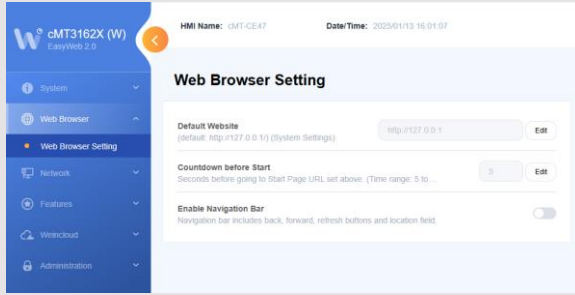 cMT3162X (W)
EasyWeb 2.0
HMI Name: cMT-CE47 Date/Time: 2025/01/13 16:01:07
System
Web Browser
Web Browser Setting
Network
Features
Weincloud
Administration
Web Browser Setting
Default Website
(default: http://127.0.0.1/) (System Settings)
http://127.0.0.1
Edit
Countdown before Start
Seconds before going to Start Page URL set above. (Time range: 5 to ...
5
Edit
Enable Navigation Bar
Navigation bar includes back, forward, refresh buttons and location field.